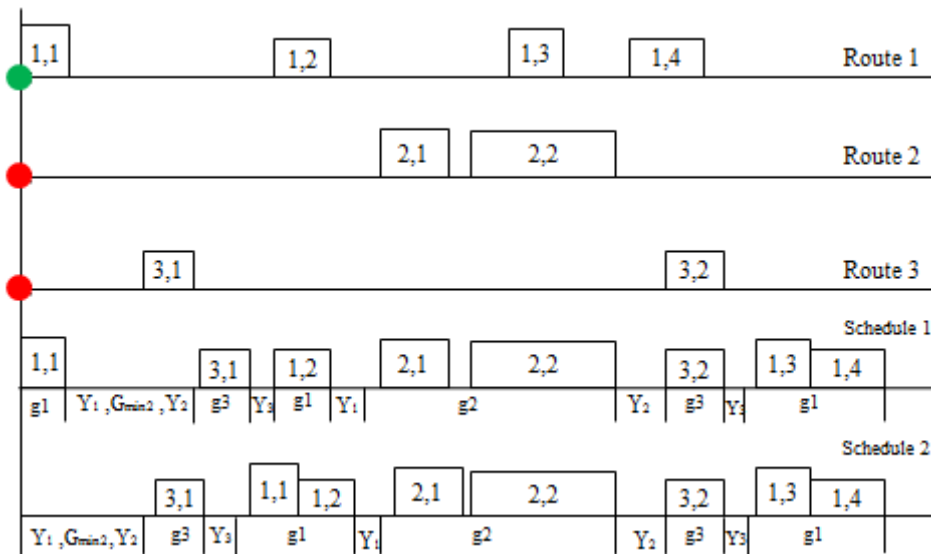 1,1 1,2 1,3 1,4 Route 1
2,1 2,2 Route 2
3,1 3,2 Route 3
Schedule 1
1,1 3,1 1,2 2,1 2,2 3,2 1,3 1,4
g1 Y₁ ,Gmin2 ,Y₂ g3 Y₃ g1 Y₁ g2 Y₂ g3 Y₃ g1
Schedule 2
3,1 1,1 1,2 2,1 2,2 3,2 1,3 1,4
Y₁ ,Gmin2,Y₂ g3 Y₃ g1 Y₁ g2 Y₂ g3 Y₃ g1